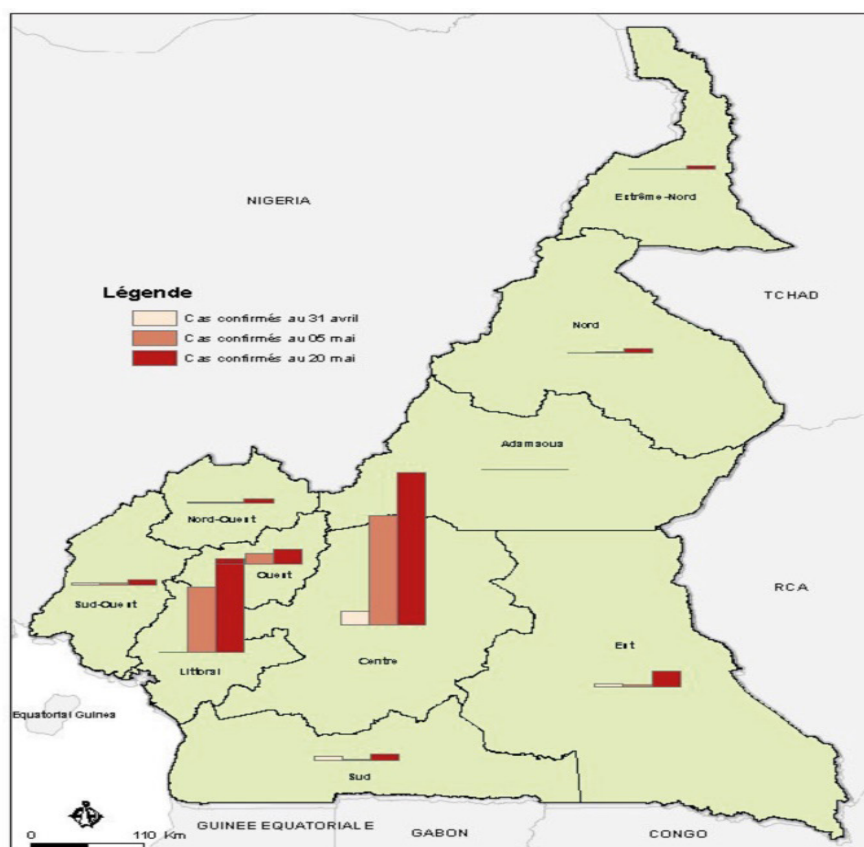 Estrême-Nord
NIGERIA
Légende
Cas confirmés au 31 avril
Cas confirmés au 05 mai
Cas confirmés au 20 mai
TCHAD
Nord
Adamaoua
Nord-Ouest
Ouest
Sud-Ouest
RCA
Est
Centre
Littoral
Equatorial Guinea
Sud
0 110 Km
GUINEE EQUATORIALE
GABON
CONGO